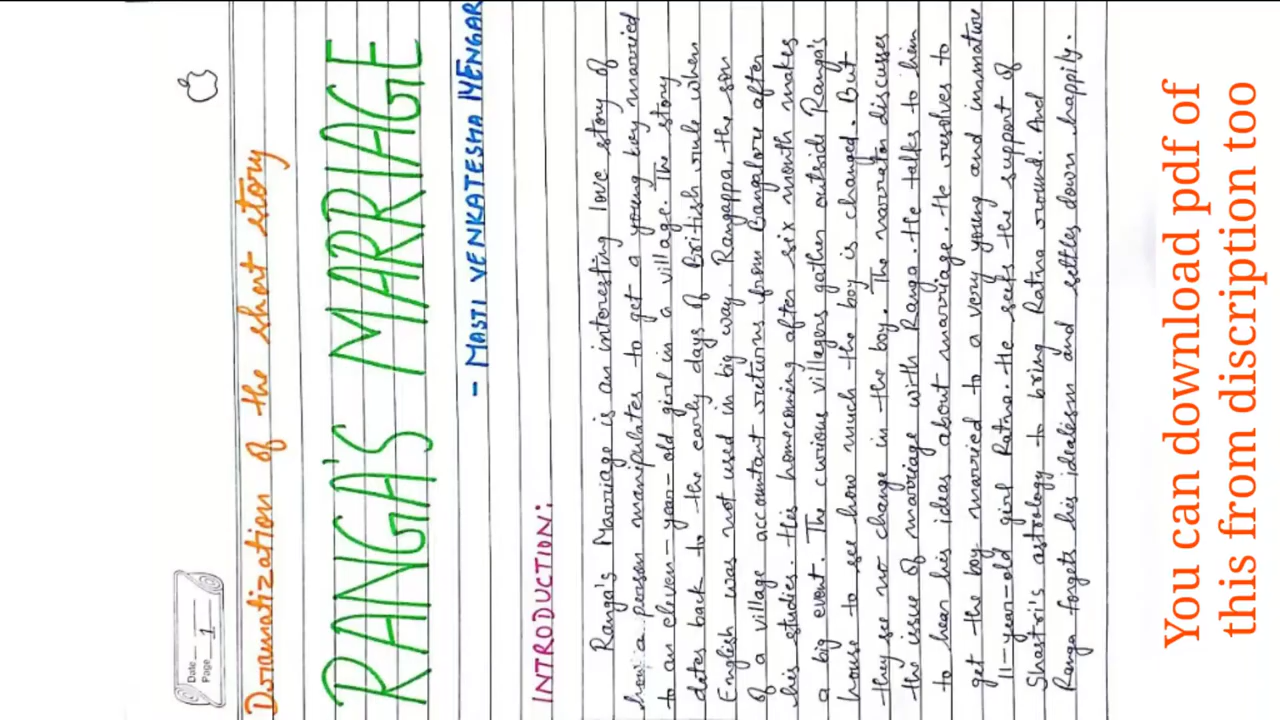 Date
Page 1
Dramatization of the short story
RANGA'S MARRIAGE
- MASTI VENKATESHA IYENGAR
INTRODUCTION:
Ranga's Marriage is an interesting love story of
how a person manipulates to get a young boy married
to an eleven-year-old girl in a village. The story
dates back to the early days of British rule when
English was not used in big way. Rangappa, the son
of a village accountant returns from Bangalore after
his studies. His homecoming after six month makes
a big event. The curious villagers gather outside Ranga's
house to see how much the boy is changed. But
they see no change in the boy. The narrator discusses
the issue of marriage with Ranga. He talks to him
to hear his ideas about marriage. He resolves to
get the boy married to a very young and immature
11-year-old girl Ratna. He seeks the support of
Shastri's astrology to bring Ratna round. And
Ranga forgets his idealism and settles down happily.
You can download pdf of
this from discription too